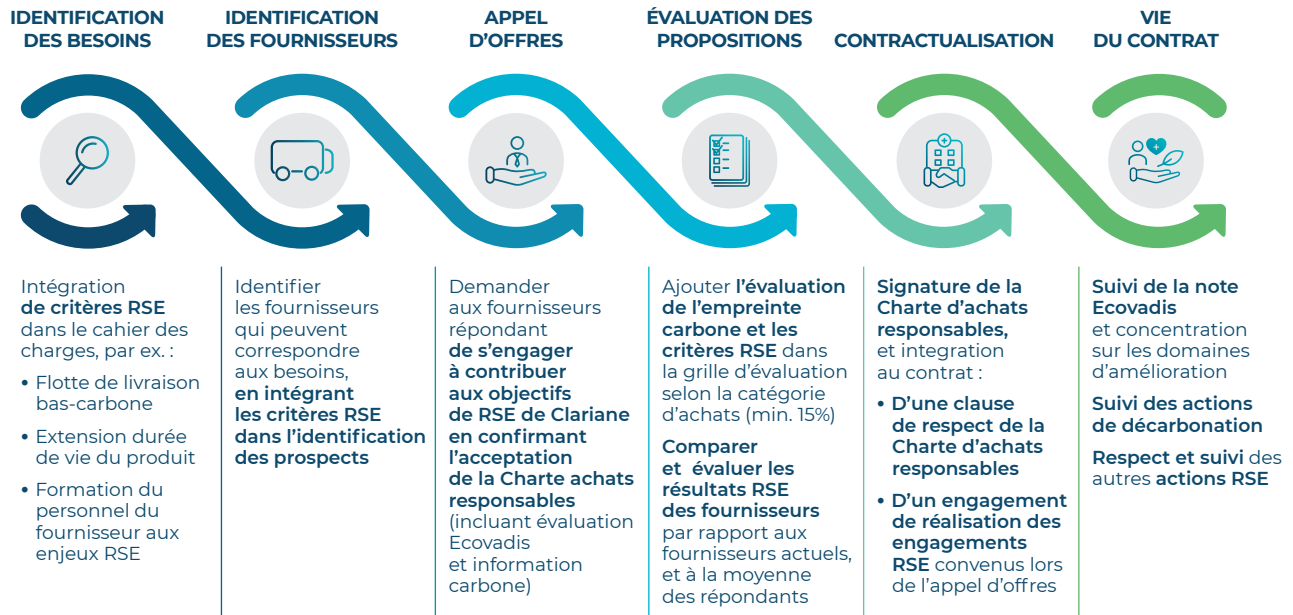 IDENTIFICATION
DES BESOINS
IDENTIFICATION
DES FOURNISSEURS
APPEL
D'OFFRES
ÉVALUATION DES
PROPOSITIONS
CONTRACTUALISATION
VIE
DU CONTRAT
Intégration
de critères RSE
dans le cahier des
charges, par ex. :
• Flotte de livraison
bas-carbone
• Extension durée
de vie du produit
• Formation du
personnel du
fournisseur aux
enjeux RSE
Identifier
les fournisseurs
qui peuvent
correspondre
aux besoins,
en intégrant
les critères RSE
dans l'identification
des prospects
Demander
aux fournisseurs
répondant
de s'engager
à contribuer
aux objectifs
de RSE de Clariane
en confirmant
l'acceptation
de la Charte achats
responsables
(incluant évaluation
Ecovadis
et information
carbone)
Ajouter l'évaluation
de l'empreinte
carbone et les
critères RSE dans
la grille d'évaluation
selon la catégorie
d'achats (min. 15%)
Comparer
et évaluer les
résultats RSE
des fournisseurs
par rapport aux
fournisseurs actuels,
et à la moyenne
des répondants
Signature de la
Charte d'achats
responsables,
et integration
au contrat :
• D'une clause
de respect de la
Charte d'achats
responsables
• D'un engagement
de réalisation des
engagements
RSE convenus lors
de l'appel d'offres
Suivi de la note
Ecovadis
et concentration
sur les domaines
d'amélioration
Suivi des actions
de décarbonation
Respect et suivi des
autres actions RSE